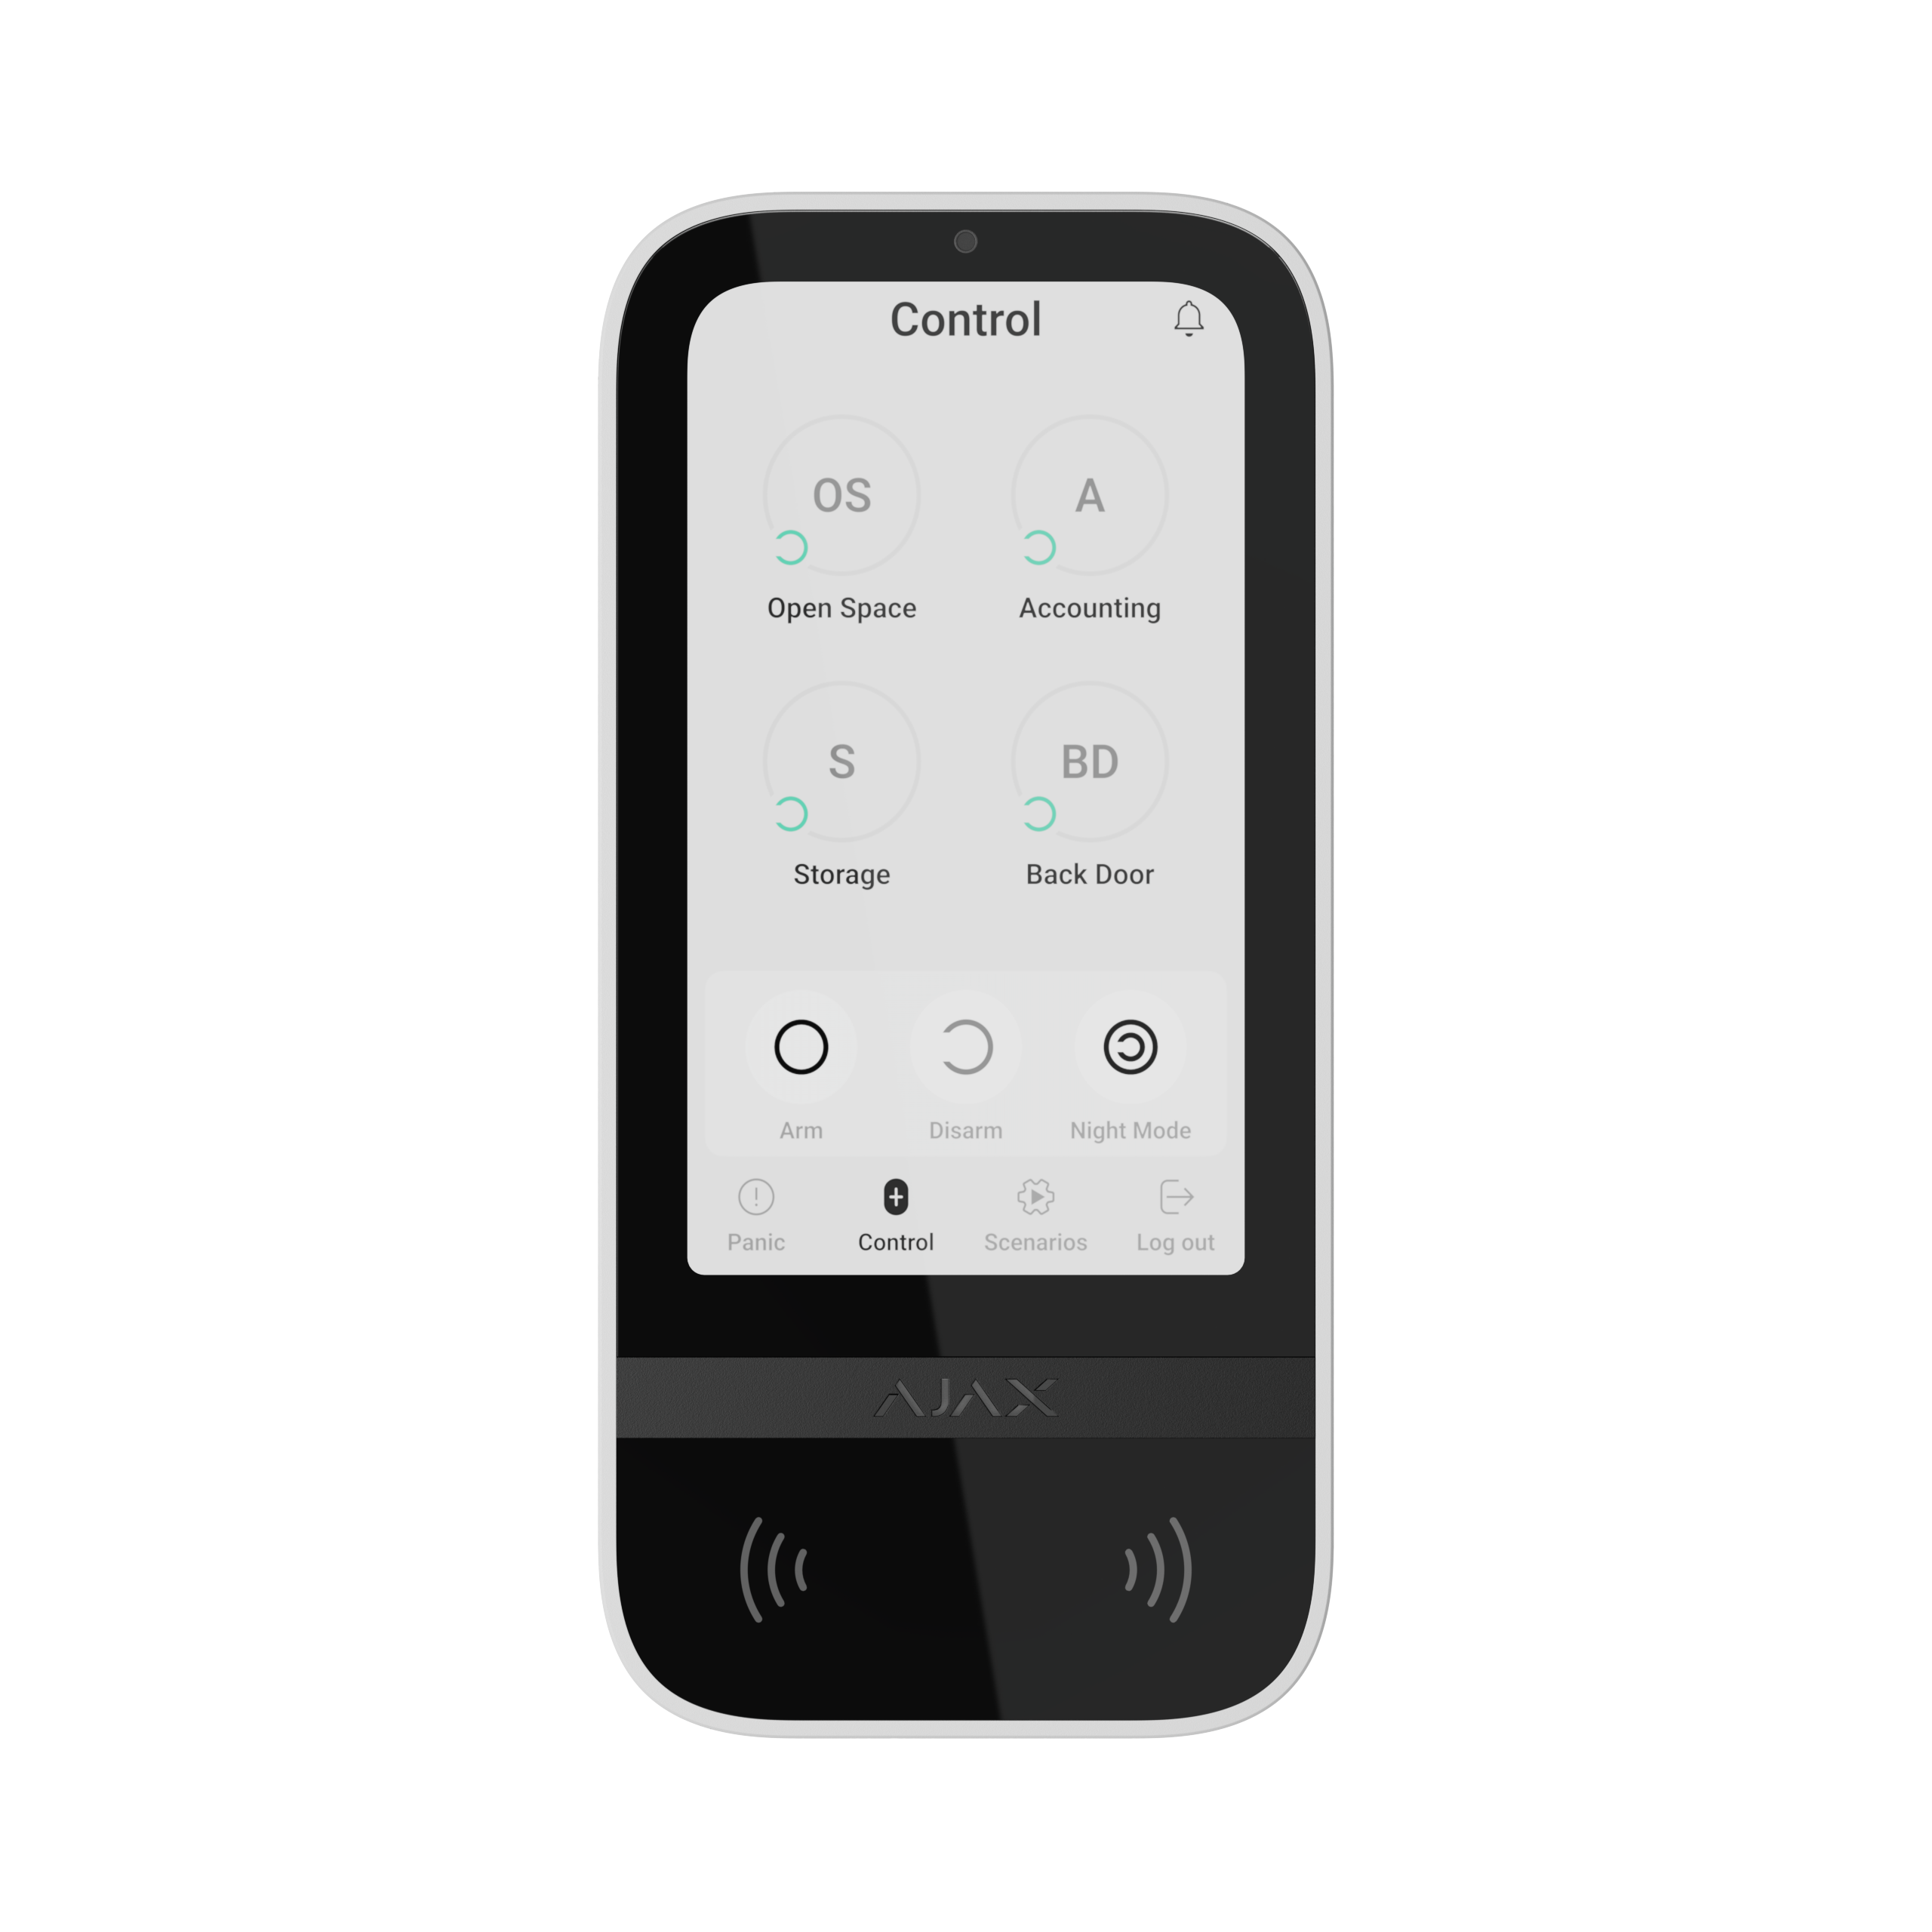 Control
OS
A
Open Space
Accounting
S
BD
Storage
Back Door
Arm
Disarm
Night Mode
Panic
Control
Scenarios
Log out
AJAX